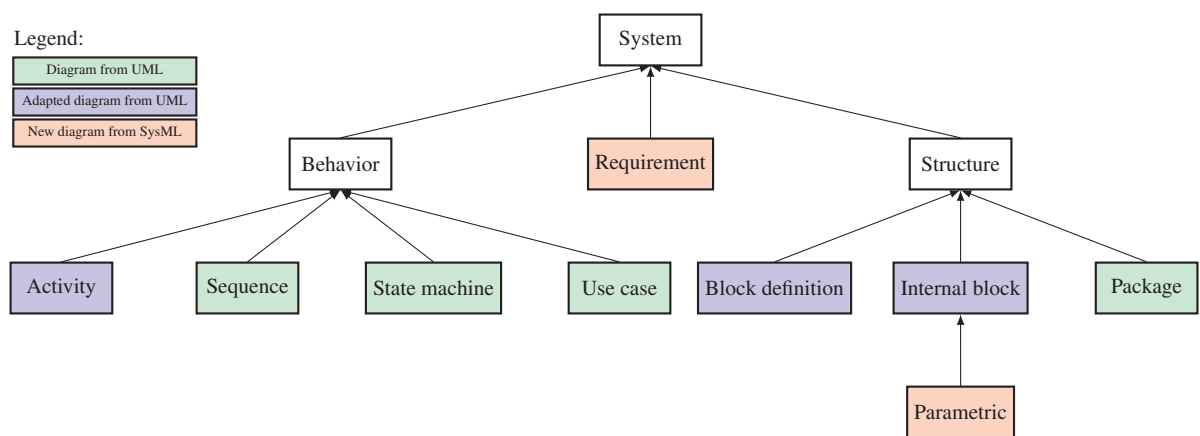 Legend:
Diagram from UML
Adapted diagram from UML
New diagram from SysML
System
Behavior
Requirement
Structure
Activity
Sequence
State machine
Use case
Block definition
Internal block
Package
Parametric